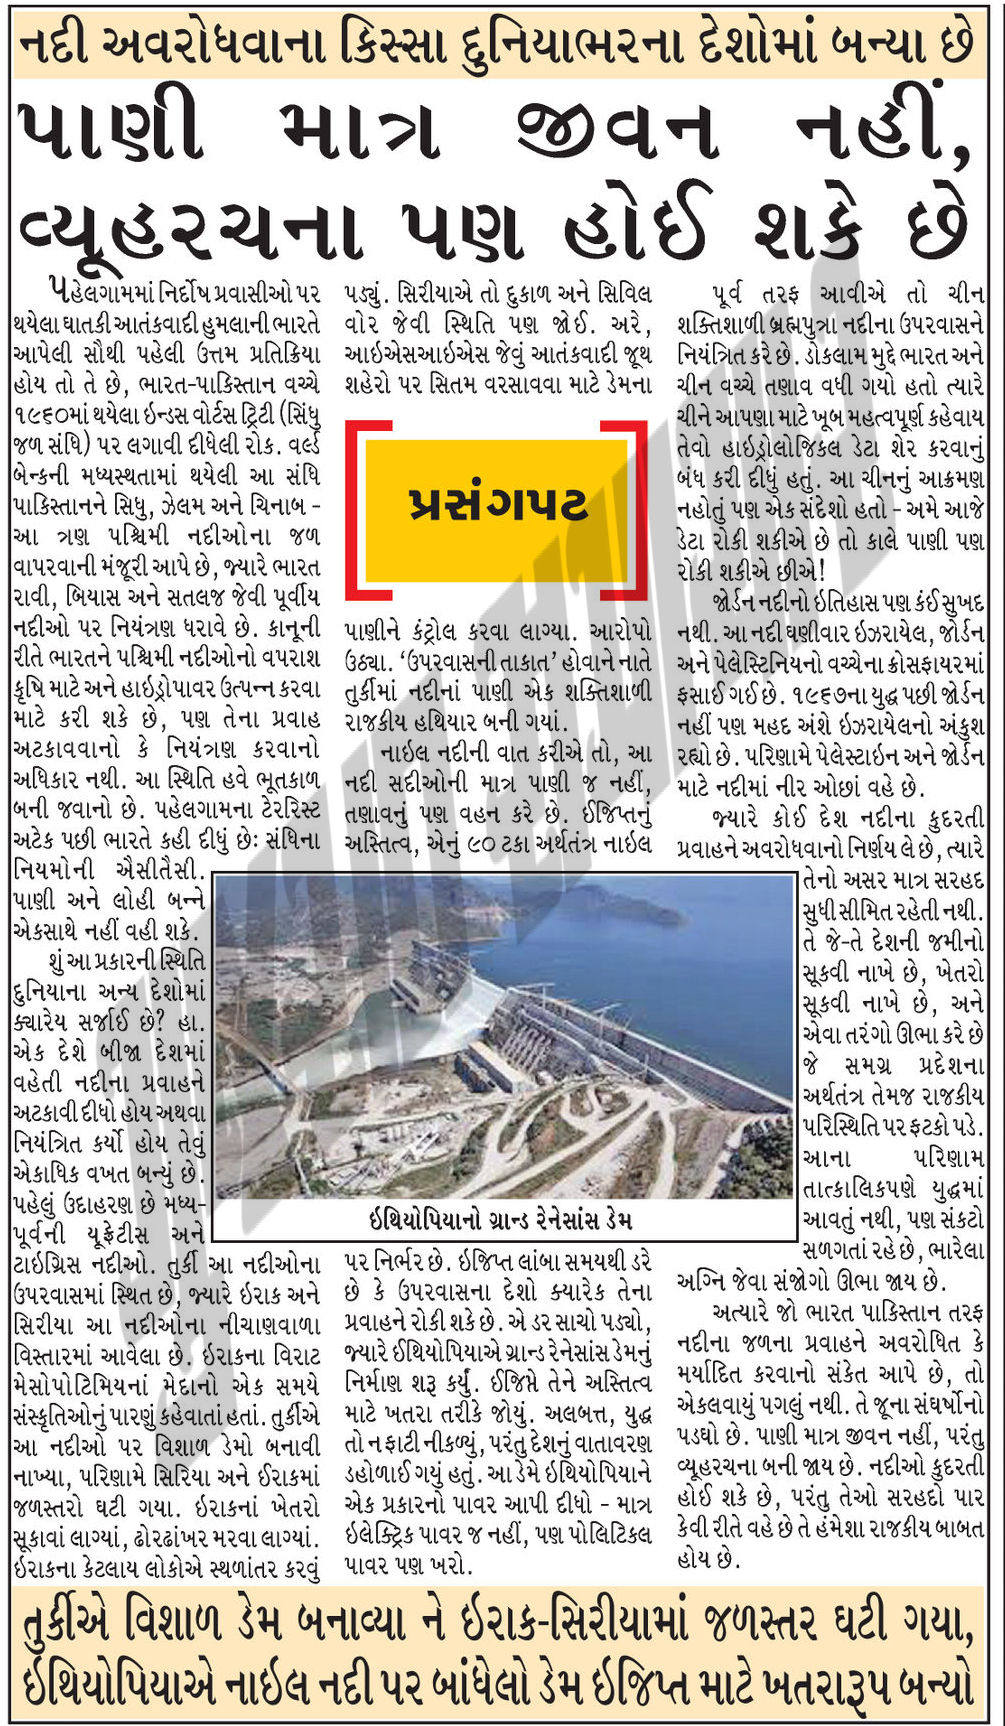 નદી અવરોધવાના કિસ્સા દુનિયાભરના દેશોમાં બન્યા છે
પાણી માત્ર જીવન નહીં,
વ્યૂહરચના પણ હોઈ શકે છે
પહેલગામમાં નિર્દોષ પ્રવાસીઓ પર
થયેલા ઘાતકી આતંકવાદી હુમલાની ભારતે
આપેલી સૌથી પહેલી ઉત્તમ પ્રતિક્રિયા
હોય તો તે છે, ભારત-પાકિસ્તાન વચ્ચે
૧૯૬૦માં થયેલા ઇન્ડસ વોર્ટસ ટ્રિટી (સિંધુ
જળ સંધિ) પર લગાવી દીધેલી રોક. વર્લ્ડ
બેન્કની મધ્યસ્થતામાં થયેલી આ સંધિ
પાકિસ્તાનને સિધુ, ઝેલમ અને ચિનાબ -
આ ત્રણ પશ્ચિમી નદીઓના જળ
વાપરવાની મંજૂરી આપે છે, જ્યારે ભારત
રાવી, બિયાસ અને સતલજ જેવી પૂર્વીય
નદીઓ પર નિયંત્રણ ધરાવે છે. કાનૂની
રીતે ભારતને પશ્ચિમી નદીઓનો વપરાશ
કૃષિ માટે અને હાઇડ્રોપાવર ઉત્પન્ન કરવા
માટે કરી શકે છે, પણ તેના પ્રવાહ
અટકાવવાનો કે નિયંત્રણ કરવાનો
અધિકાર નથી. આ સ્થિતિ હવે ભૂતકાળ
બની જવાનો છે. પહેલગામના ટેરરિસ્ટ
અટેક પછી ભારતે કહી દીધું છેઃ સંધિના
નિયમોની ઐસીતૈસી.
પાણી અને લોહી બન્ને
એકસાથે નહીં વહી શકે.
શું આ પ્રકારની સ્થિતિ
દુનિયાના અન્ય દેશોમાં
ક્યારેય સર્જાઈ છે? હા.
એક દેશે બીજા દેશમાં
વહેતી નદીના પ્રવાહને
અટકાવી દીધો હોય અથવા
નિયંત્રિત કર્યો હોય તેવું
એકાધિક વખત બન્યું છે.
પહેલું ઉદાહરણ છે મધ્ય-
પૂર્વની યૂફ્રેટીસ અને
ટાઇગ્રિસ નદીઓ. તુર્કી આ નદીઓના
ઉપરવાસમાં સ્થિત છે, જ્યારે ઇરાક અને
સિરીયા આ નદીઓના નીચાણવાળા
વિસ્તારમાં આવેલા છે. ઇરાકના વિરાટ
મેસોપોટિમિયનાં મેદાનો એક સમયે
સંસ્કૃતિઓનું પારણું કહેવાતાં હતાં. તુર્કીએ
આ નદીઓ પર વિશાળ ડેમો બનાવી
નાખ્યા, પરિણામે સિરિયા અને ઈરાકમાં
જળસ્તરો ઘટી ગયા. ઇરાકનાં ખેતરો
સૂકાવાં લાગ્યાં, ઢોરઢાંખર મરવા લાગ્યાં.
ઇરાકના કેટલાય લોકોએ સ્થળાંતર કરવું
પડ્યું. સિરીયાએ તો દુકાળ અને સિવિલ
વોર જેવી સ્થિતિ પણ જોઈ. અરે,
આઇએસઆઇએસ જેવું આતંકવાદી જૂથ
શહેરો પર સિતમ વરસાવવા માટે ડેમના
પ્રસંગપટ
પાણીને કંટ્રોલ કરવા લાગ્યા. આરોપો
ઉઠ્યા. 'ઉપરવાસની તાકાત' હોવાને નાતે
તુર્કીમાં નદીનાં પાણી એક શક્તિશાળી
રાજકીય હથિયાર બની ગયાં.
નાઇલ નદીની વાત કરીએ તો, આ
નદી સદીઓની માત્ર પાણી જ નહીં,
તણાવનું પણ વહન કરે છે. ઈજિપ્તનું
અસ્તિત્વ, એનું ૯૦ ટકા અર્થતંત્ર નાઇલ
ઇથિયોપિયાનો ગ્રાન્ડ રેનેસાંસ ડેમ
પર નિર્ભર છે. ઇજિપ્ત લાંબા સમયથી ડરે
છે કે ઉપરવાસના દેશો ક્યારેક તેના
પ્રવાહને રોકી શકે છે. એ ડર સાચો પડ્યો,
જ્યારે ઈથિયોપિયાએ ગ્રાન્ડ રેનેસાંસ ડેમનું
નિર્માણ શરૂ કર્યું. ઈજિપ્તે તેને અસ્તિત્વ
માટે ખતરા તરીકે જોયું. અલબત્ત, યુદ્ધ
તો ન ફાટી નીકળ્યું, પરંતુ દેશનું વાતાવરણ
ડહોળાઈ ગયું હતું. આ ડેમે ઇથિયોપિયાને
એક પ્રકારનો પાવર આપી દીધો - માત્ર
ઇલેક્ટ્રિક પાવર જ નહીં, પણ પોલિટિકલ
પાવર પણ ખરો.
પૂર્વ તરફ આવીએ તો ચીન
શક્તિશાળી બ્રહ્મપુત્રા નદીના ઉપરવાસને
નિયંત્રિત કરે છે. ડોકલામ મુદ્દે ભારત અને
ચીન વચ્ચે તણાવ વધી ગયો હતો ત્યારે
ચીને આપણા માટે ખૂબ મહત્વપૂર્ણ કહેવાય
તેવો હાઇડ્રોલોજિકલ ડેટા શેર કરવાનું
બંધ કરી દીધું હતું. આ ચીનનું આક્રમણ
નહોતું પણ એક સંદેશો હતો - અમે આજે
ડેટા રોકી શકીએ છે તો કાલે પાણી પણ
રોકી શકીએ છીએ!
જોર્ડન નદીનો ઇતિહાસ પણ કંઈ સુખદ
નથી. આ નદી ઘણીવાર ઇઝરાયેલ, જોર્ડન
અને પેલેસ્ટિનિયનો વચ્ચેના ક્રોસફાયરમાં
ફસાઈ ગઈ છે. ૧૯૬૭ના યુદ્ધ પછી જોર્ડન
નહીં પણ મહદ અંશે ઇઝરાયેલનો અંકુશ
રહ્યો છે. પરિણામે પેલેસ્ટાઇન અને જોર્ડન
માટે નદીમાં નીર ઓછાં વહે છે.
જ્યારે કોઈ દેશ નદીના કુદરતી
પ્રવાહને અવરોધવાનો નિર્ણય લે છે, ત્યારે
તેનો અસર માત્ર સરહદ
સુધી સીમિત રહેતી નથી.
તે જે-તે દેશની જમીનો
સૂકવી નાખે છે, ખેતરો
સૂકવી નાખે છે, અને
એવા તરંગો ઊભા કરે છે
જે સમગ્ર પ્રદેશના
અર્થતંત્ર તેમજ રાજકીય
પરિસ્થિતિ પર ફટકો પડે.
આના પરિણામ
તાત્કાલિકપણે યુદ્ધમાં
આવતું નથી, પણ સંકટો
સળગતાં રહે છે, ભારેલા
અગ્નિ જેવા સંજોગો ઊભા જાય છે.
અત્યારે જો ભારત પાકિસ્તાન તરફ
નદીના જળના પ્રવાહને અવરોધિત કે
મર્યાદિત કરવાનો સંકેત આપે છે, તો
એકલવાયું પગલું નથી. તે જૂના સંઘર્ષોનો
પડઘો છે. પાણી માત્ર જીવન નહીં, પરંતુ
વ્યૂહરચના બની જાય છે. નદીઓ કુદરતી
હોઈ શકે છે, પરંતુ તેઓ સરહદો પાર
કેવી રીતે વહે છે તે હંમેશા રાજકીય બાબત
હોય છે.
તુર્કીએ વિશાળ ડેમ બનાવ્યા ને ઇરાક-સિરીયામાં જળસ્તર ઘટી ગયા,
ઇથિયોપિયાએ નાઇલ નદી પર બાંધેલો ડેમ ઇજિપ્ત માટે ખતરારૂપ બન્યો